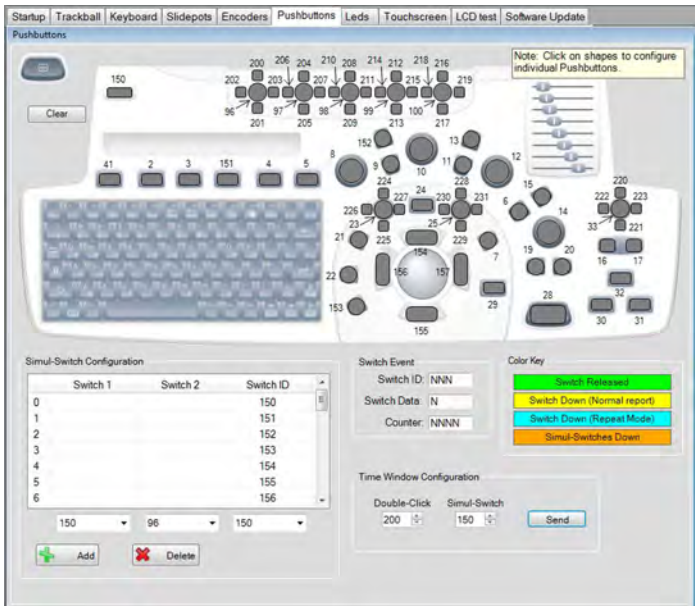 Startup Trackball Keyboard Slidepots Encoders Pushbuttons Leds Touchscreen LCD test Software Update
Pushbuttons
Note: Click on shapes to configure
individual Pushbuttons.
200 206 204 210 208 214 212 218 216
150 202 203 207 211 215 219
96 97 98 99 100
201 205 209 213 217
Clear
152 13
8 9 10 11 12
41 2 3 151 4 5
224 24 228 15 220
226 227 230 231 6 14 222 223
23 25 33
21 225 154 229 7 221
22 156 157 19 20 16 17
153 29 28 32
155 30 31
Simul-Switch Configuration
Switch 1 Switch 2 Switch ID
0 150
1 151
2 152
3 153
4 154
5 155
6 156
150 96 150
Add Delete
Switch Event
Switch ID: NNN
Switch Data: N
Counter: NNNN
Color Key
Switch Released
Switch Down (Normal report)
Switch Down (Repeat Mode)
Simul-Switches Down
Time Window Configuration
Double-Click Simul-Switch
200 150 Send